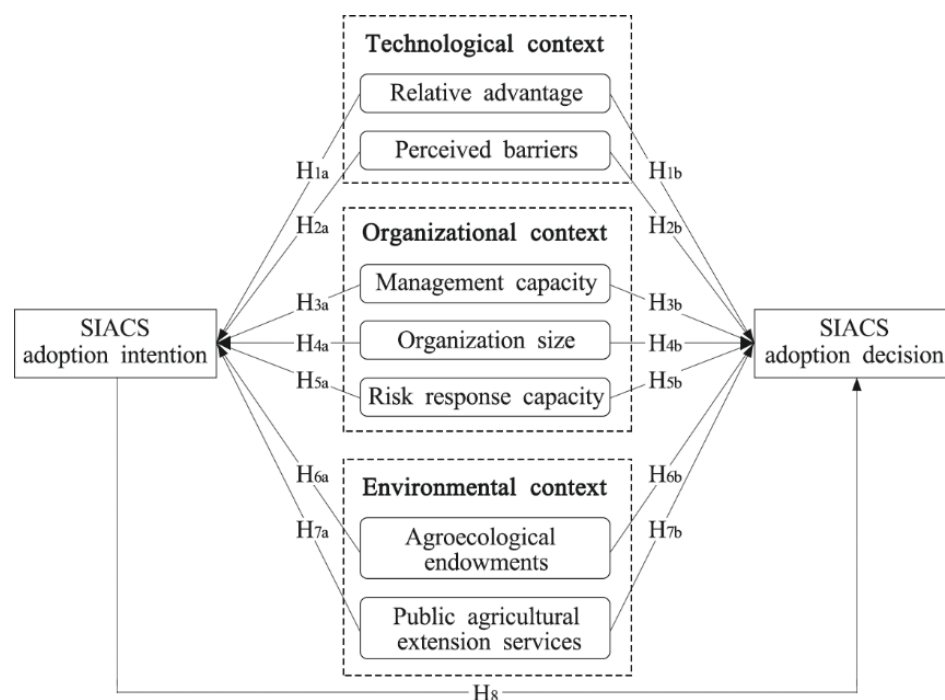 Technological context
Relative advantage
Perceived barriers
H1a
H1b
H2a
H2b
Organizational context
Management capacity
H3a
H3b
SIACS
adoption intention
H4a
Organization size
H4b
SIACS
adoption decision
H5a
Risk response capacity
H5b
H6a
Environmental context
H6b
H7a
Agroecological
endowments
H7b
Public agricultural
extension services
H8